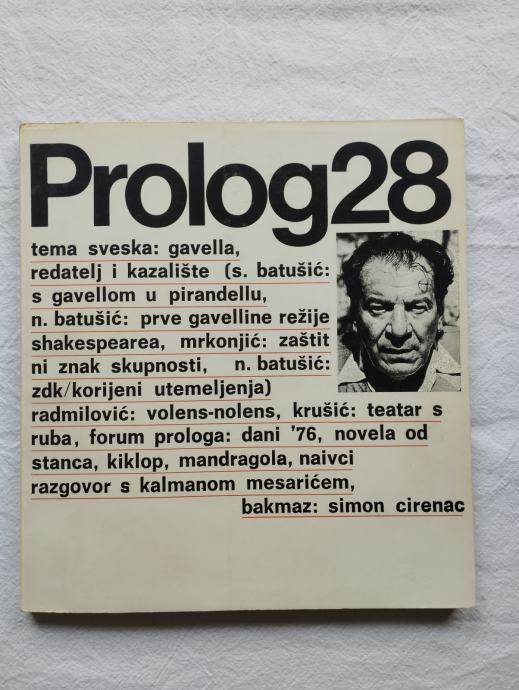 Prolog28
tema sveska: gavella,
redatelj i kazalište (s. batušić:
s gavellom u pirandellu,
n. batušić: prve gavelline režije
shakespearea, mrkonjić: zaštit
ni znak skupnosti, n. batušić:
zdk/korijeni utemeljenja)
radmilović: volens-nolens, krušić: teatar s
ruba, forum prologa: dani '76, novela od
stanca, kiklop, mandragola, naivci
razgovor s kalmanom mesarićem,
bakmaz: simon cirenac